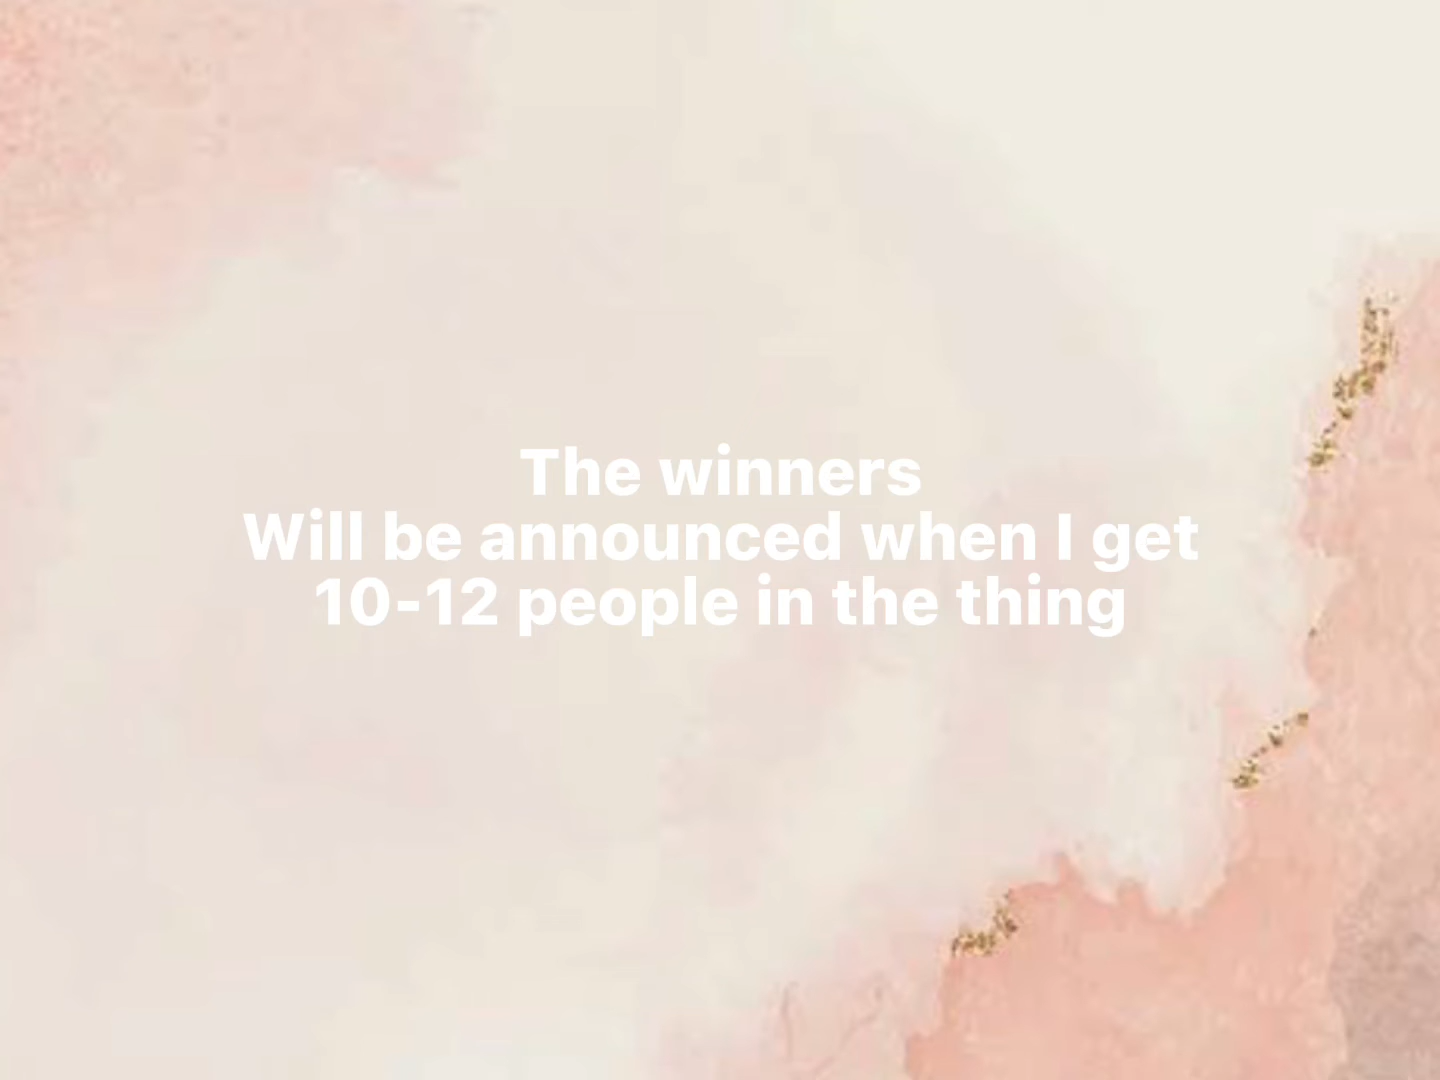 The winners
Will be announced when I get
10-12 people in the thing